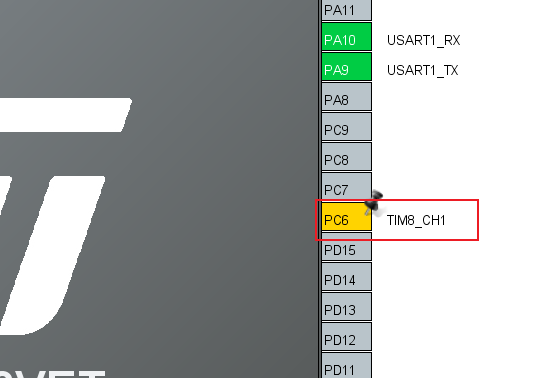 PA11
PA10 USART1_RX
PA9 USART1_TX
PA8
PC9
PC8
PC7
PC6 TIM8_CH1
PD15
PD14
PD13
PD12
PD11